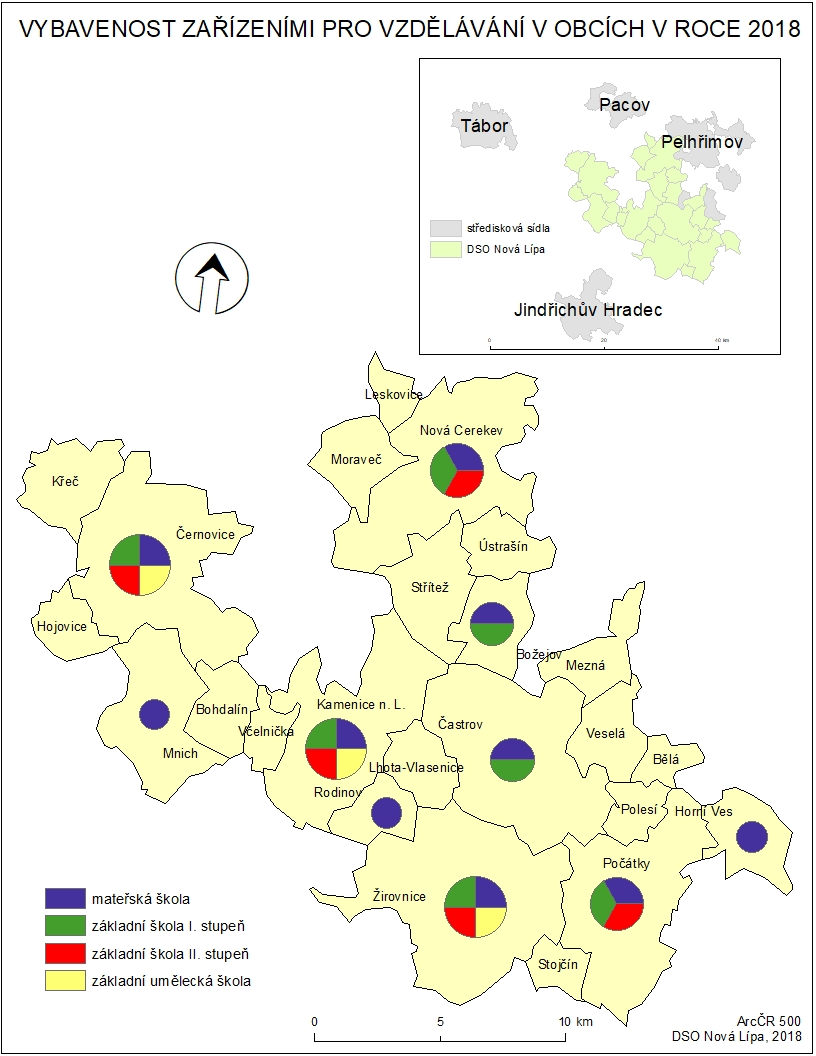 VYBAVENOST ZAŘÍZENÍMI PRO VZDĚLÁVÁNÍ V OBCÍCH V ROCE 2018
Pacov
Tábor
Pelhřimov
střediskova sídla
DSO Nová Lípa
Jindřichův Hradec
0 20 40 km
Leskovice
Nová Cerekev
Moraveč
Křeč
Černovice
Ústrašín
Střítež
Hojovice
Božejov
Mezná
Bohdalín
Kamenice n. L.
Včelnička
Častrov
Veselá
Mnich
Bělá
Lhota-Vlasenice
Rodinov
Polesí
Horní Ves
Počátky
Žirovnice
Stojčín
mateřská škola
základní škola I. stupeň
základní škola II. stupeň
základní umělecká škola
0 5 10 km
ArcČR 500
DSO Nová Lípa, 2018